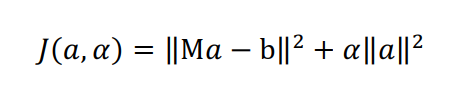 J(a, α) = ‖Ma − b‖² + α‖a‖²